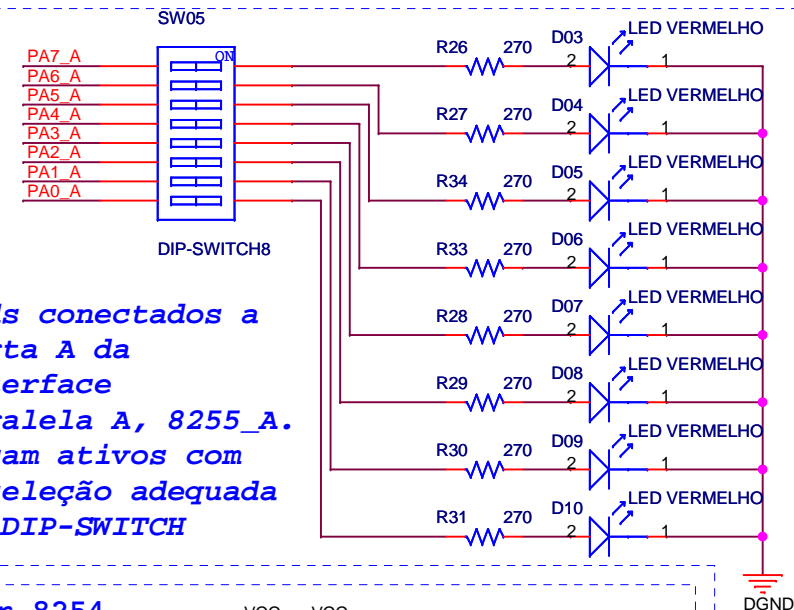 SW05
ON
PA7_A
PA6_A
PA5_A
PA4_A
PA3_A
PA2_A
PA1_A
PA0_A
DIP-SWITCH8
R26 270 D03 2 1 LED VERMELHO
R27 270 D04 2 1 LED VERMELHO
R34 270 D05 2 1 LED VERMELHO
R33 270 D06 2 1 LED VERMELHO
R28 270 D07 2 1 LED VERMELHO
R29 270 D08 2 1 LED VERMELHO
R30 270 D09 2 1 LED VERMELHO
R31 270 D10 2 1 LED VERMELHO
conectados a
A da
ralela A, 8255_A.
ativos com
eleção adequada
DIP-SWITCH
8254
DGND